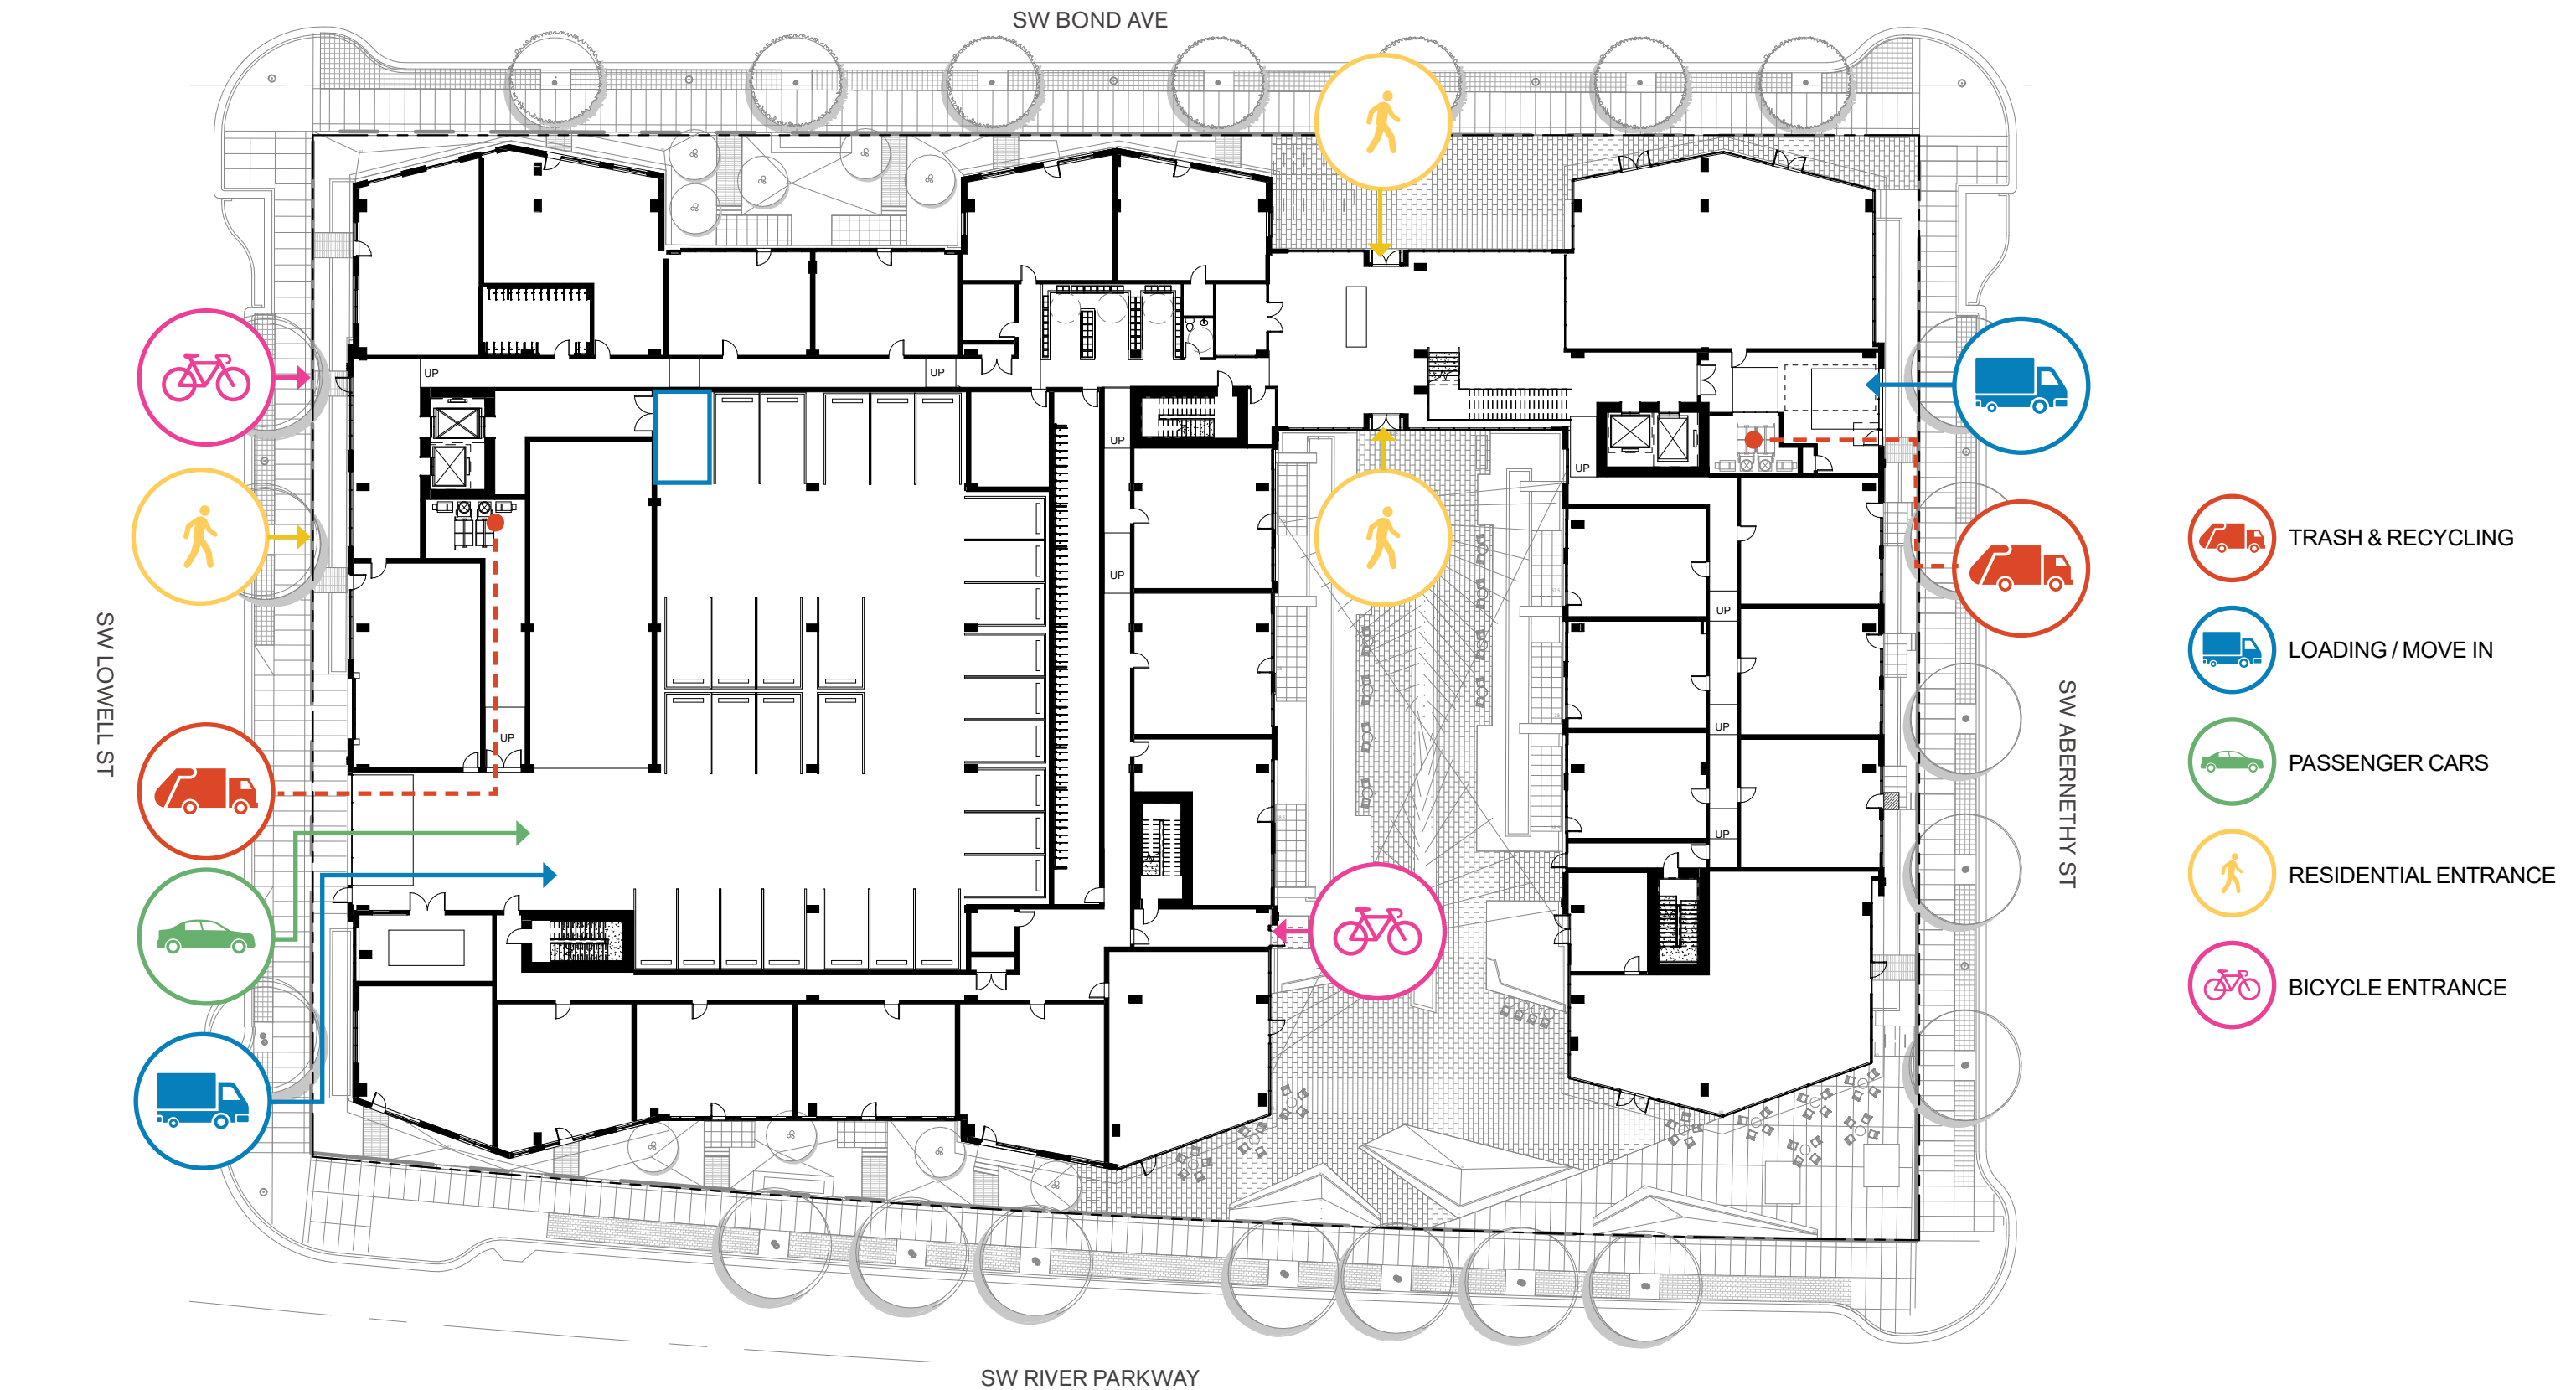 SW BOND AVE
UP
UP
UP
UP
UP
UP
UP
UP
UP
SW LOWELL ST
SW ABERNETHY ST
SW RIVER PARKWAY
TRASH & RECYCLING
LOADING / MOVE IN
PASSENGER CARS
RESIDENTIAL ENTRANCE
BICYCLE ENTRANCE